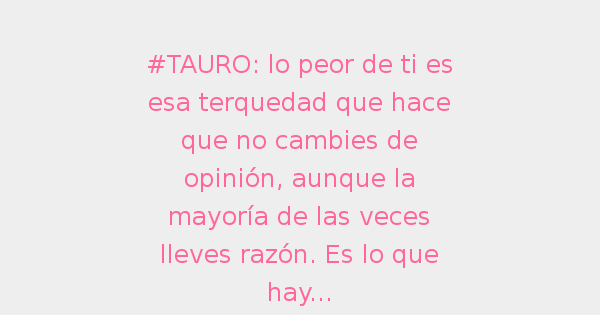 #TAURO: lo peor de ti es
esa terquedad que hace
que no cambies de
opinión, aunque la
mayoría de las veces
lleves razón. Es lo que
hay...